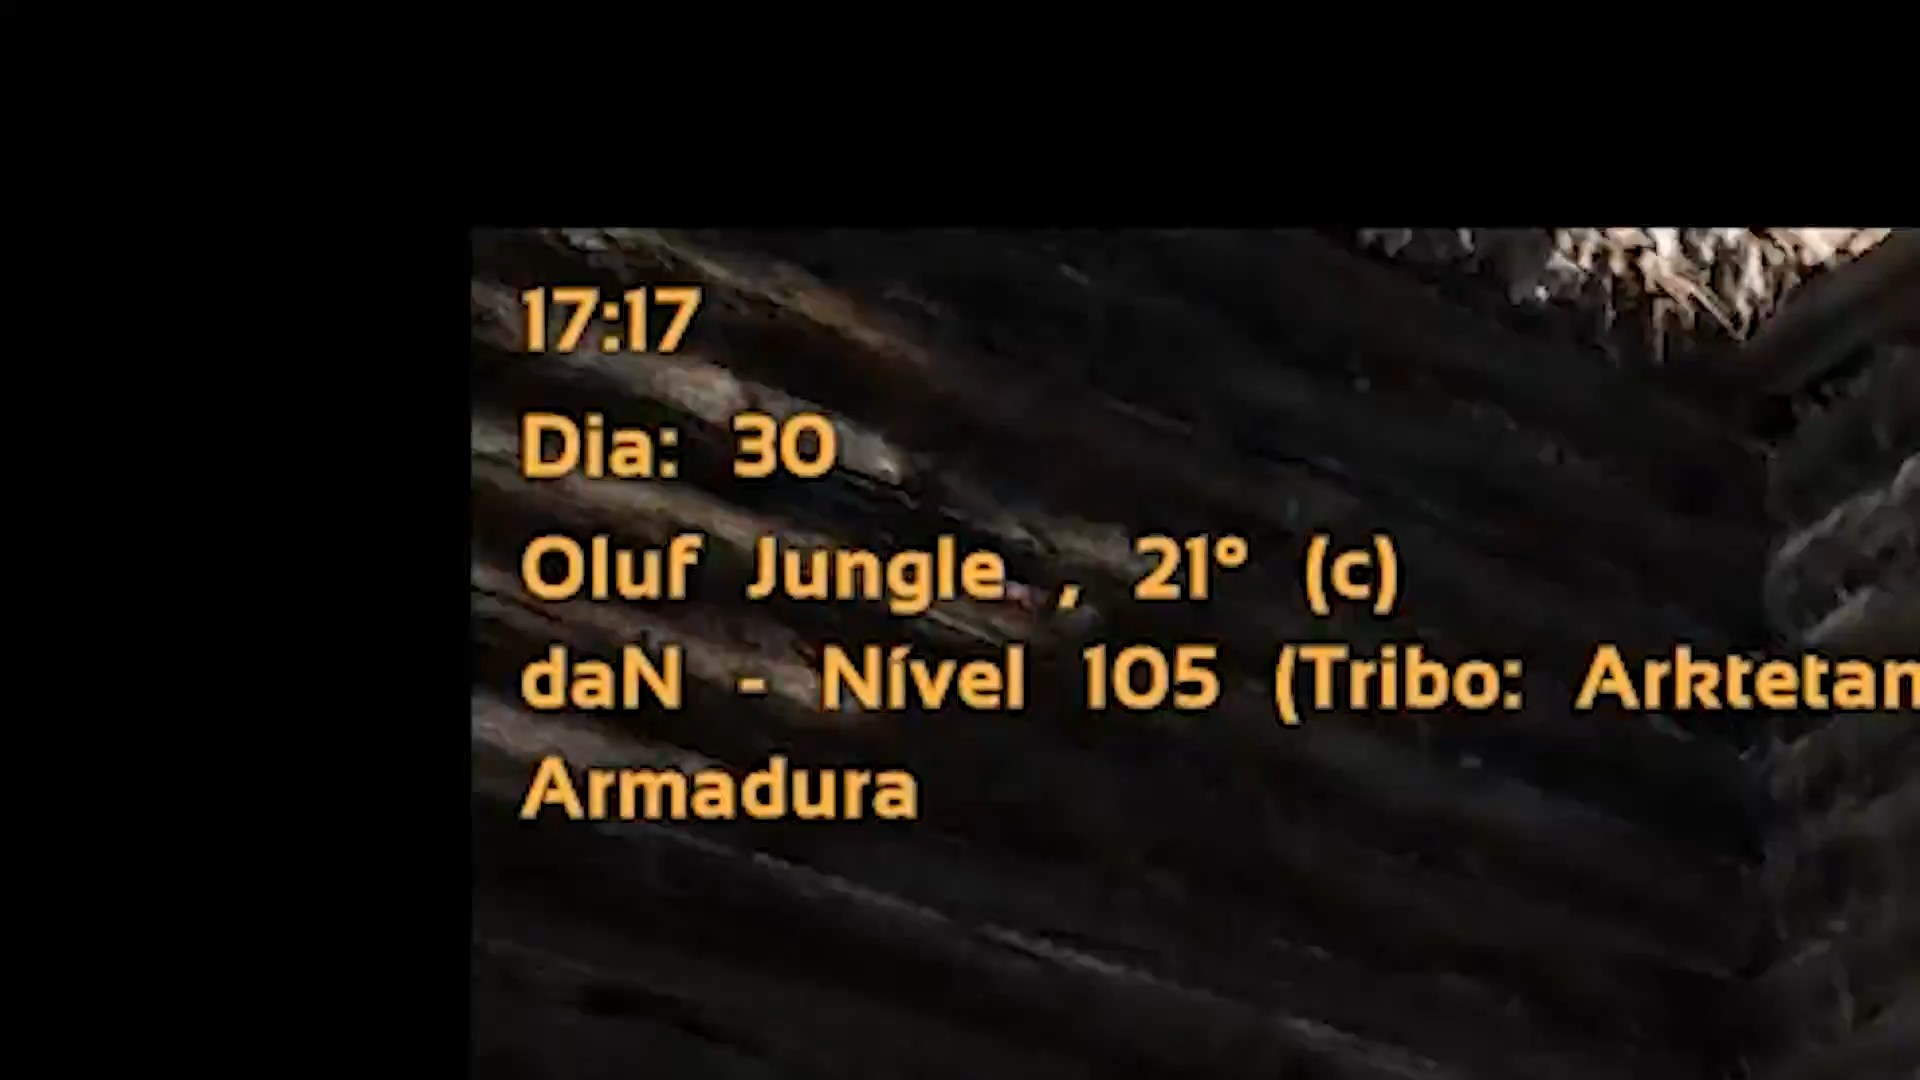 17:17
Dia: 30
Oluf Jungle , 21° (c)
daN - Nível 105 (Tribo: Arktetan
Armadura